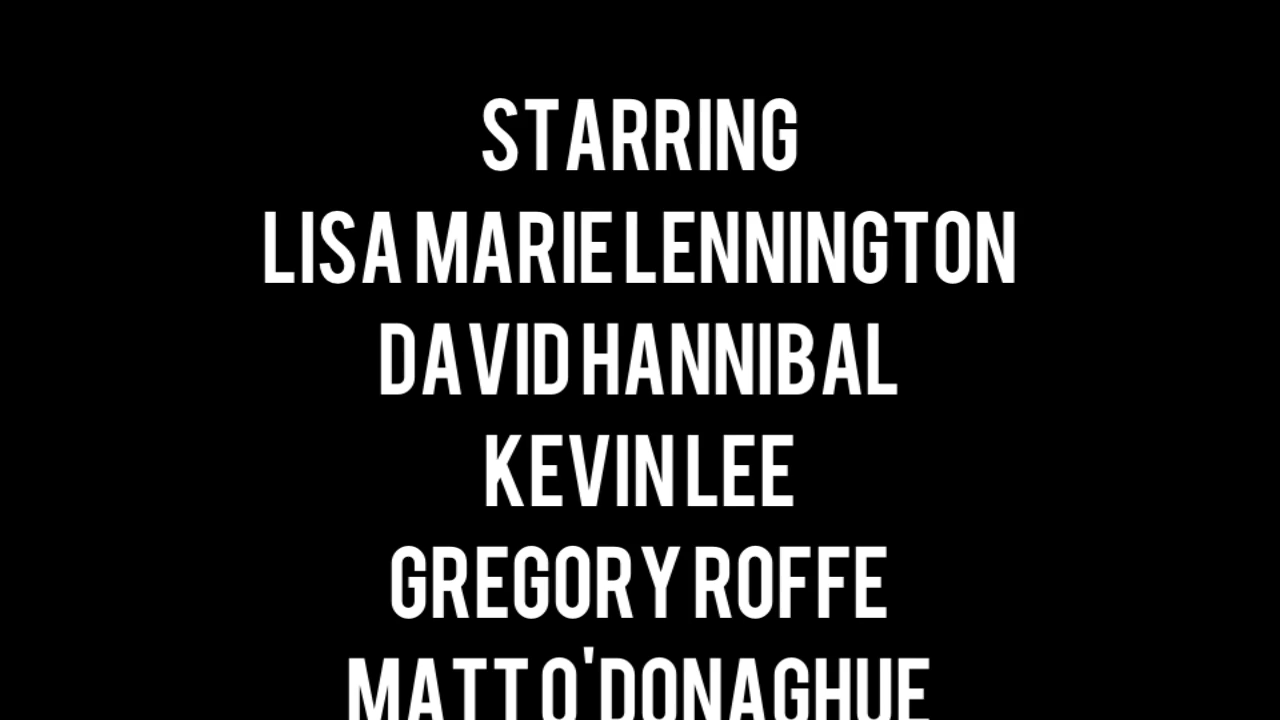 STARRING
LISA MARIE LENNINGTON
DAVID HANNIBAL
KEVIN LEE
GREGORY ROFFE
MATT O'DONAGHUE